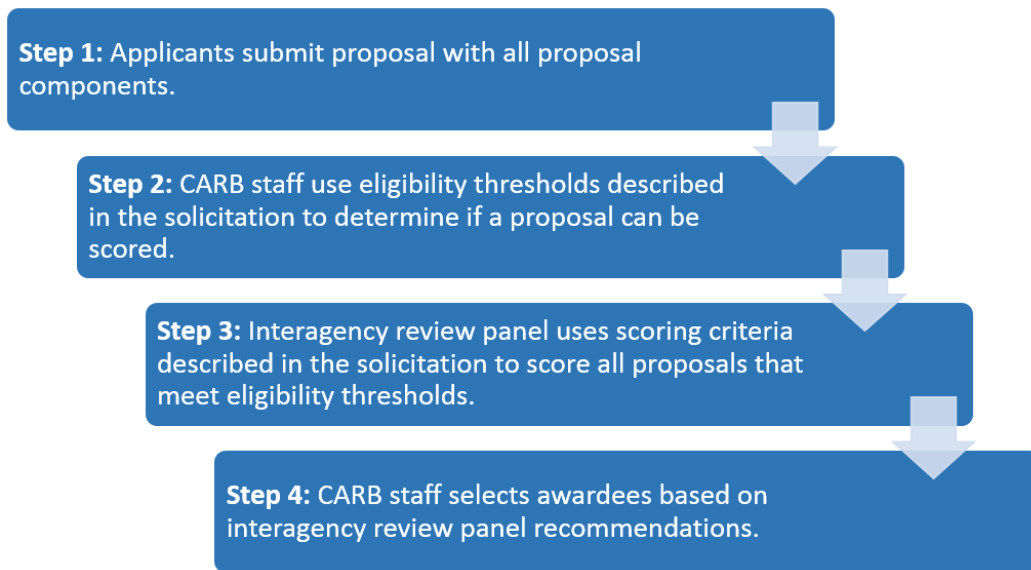 Step 1: Applicants submit proposal with all proposal
components.
Step 2: CARB staff use eligibility thresholds described
in the solicitation to determine if a proposal can be
scored.
Step 3: Interagency review panel uses scoring criteria
described in the solicitation to score all proposals that
meet eligibility thresholds.
Step 4: CARB staff selects awardees based on
interagency review panel recommendations.